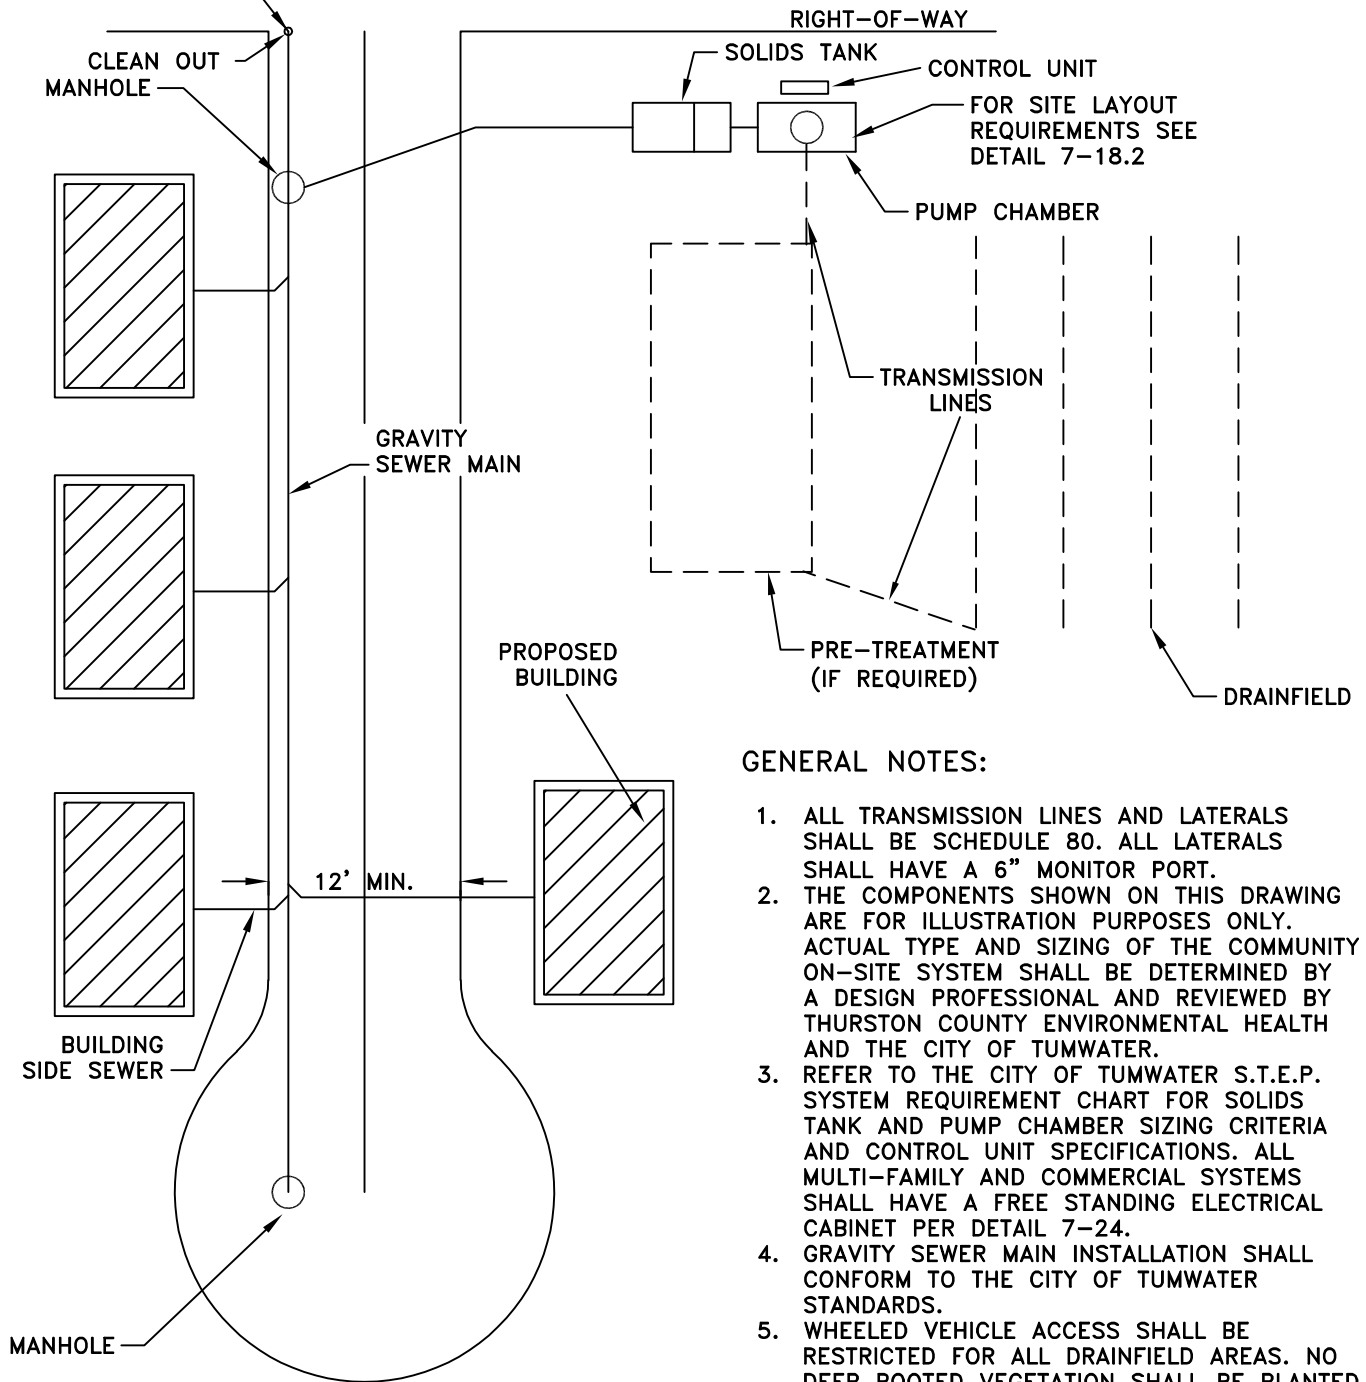 RIGHT-OF-WAY
CLEAN OUT
MANHOLE
SOLIDS TANK
CONTROL UNIT
FOR SITE LAYOUT
REQUIREMENTS SEE
DETAIL 7-18.2
PUMP CHAMBER
TRANSMISSION
LINES
GRAVITY
SEWER MAIN
PROPOSED
BUILDING
PRE-TREATMENT
(IF REQUIRED)
DRAINFIELD
12' MIN.
BUILDING
SIDE SEWER
MANHOLE
GENERAL NOTES:
1. ALL TRANSMISSION LINES AND LATERALS
SHALL BE SCHEDULE 80. ALL LATERALS
SHALL HAVE A 6” MONITOR PORT.
2. THE COMPONENTS SHOWN ON THIS DRAWING
ARE FOR ILLUSTRATION PURPOSES ONLY.
ACTUAL TYPE AND SIZING OF THE COMMUNITY
ON-SITE SYSTEM SHALL BE DETERMINED BY
A DESIGN PROFESSIONAL AND REVIEWED BY
THURSTON COUNTY ENVIRONMENTAL HEALTH
AND THE CITY OF TUMWATER.
3. REFER TO THE CITY OF TUMWATER S.T.E.P.
SYSTEM REQUIREMENT CHART FOR SOLIDS
TANK AND PUMP CHAMBER SIZING CRITERIA
AND CONTROL UNIT SPECIFICATIONS. ALL
MULTI-FAMILY AND COMMERCIAL SYSTEMS
SHALL HAVE A FREE STANDING ELECTRICAL
CABINET PER DETAIL 7-24.
4. GRAVITY SEWER MAIN INSTALLATION SHALL
CONFORM TO THE CITY OF TUMWATER
STANDARDS.
5. WHEELED VEHICLE ACCESS SHALL BE
RESTRICTED FOR ALL DRAINFIELD AREAS. NO
DEEP ROOTED VEGETATION SHALL BE PLANTED